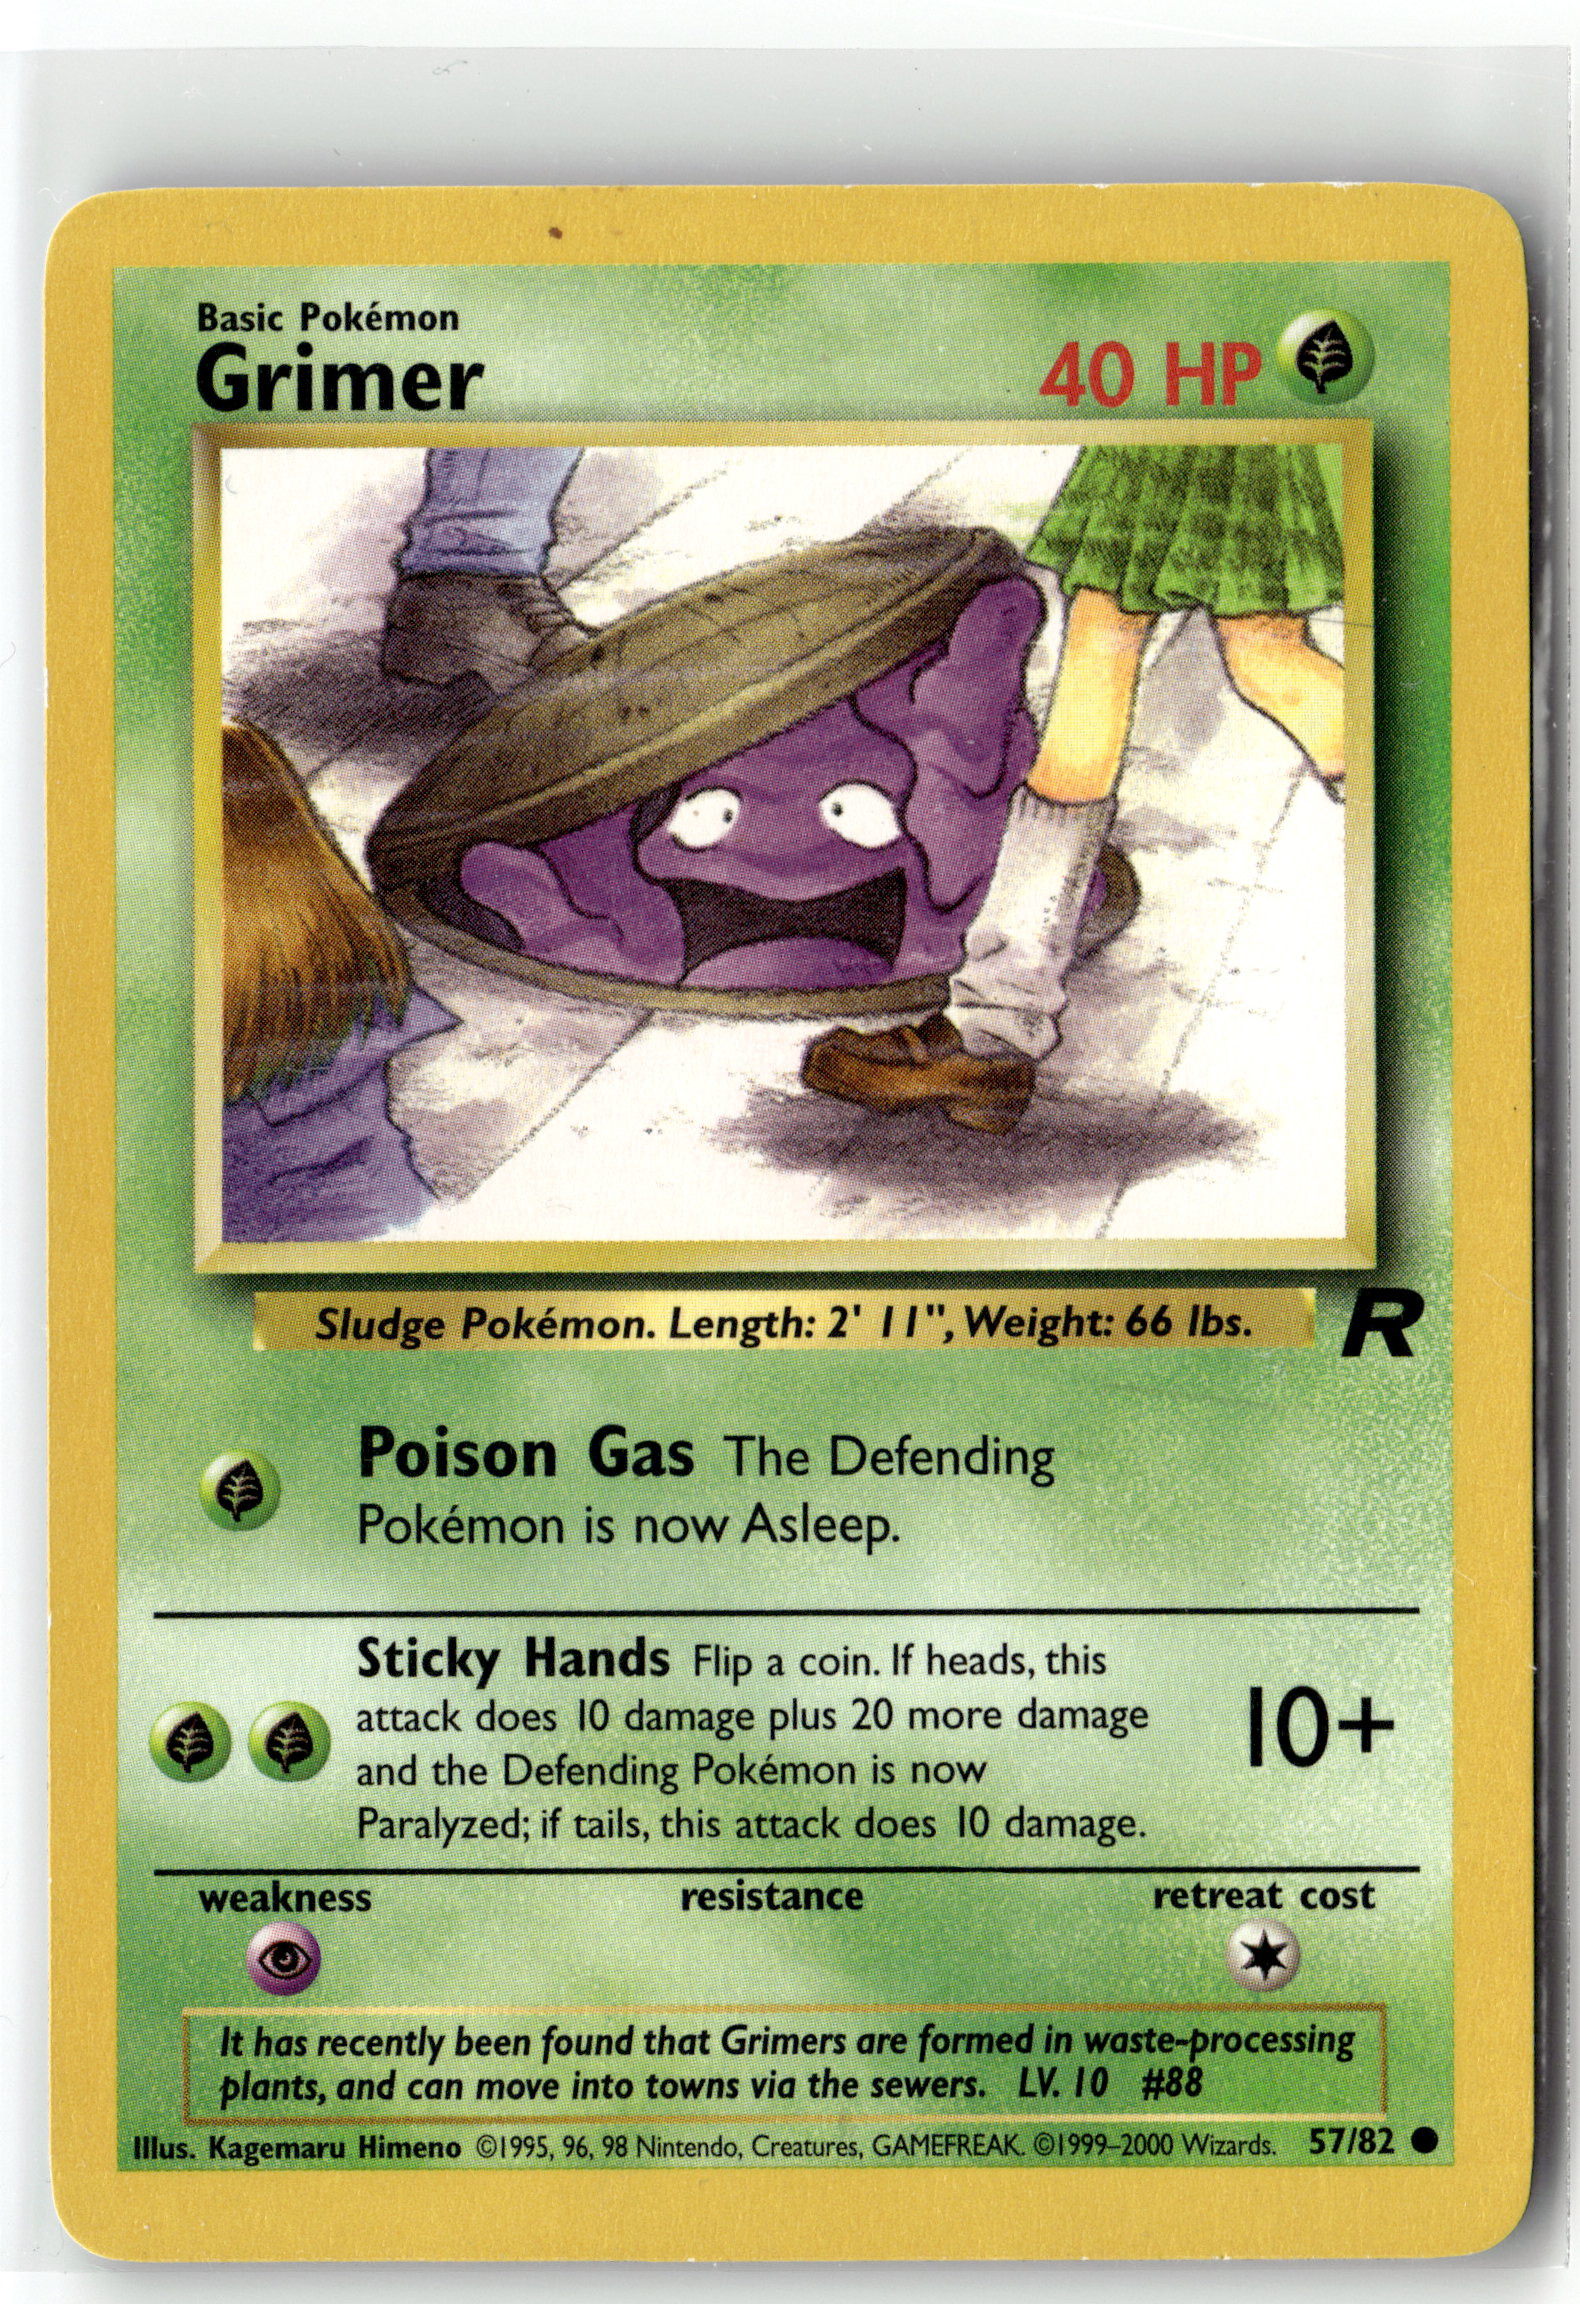 Basic Pokémon
Grimer
40 HP
Sludge Pokémon. Length: 2' 11", Weight: 66 lbs.
R
Poison Gas The Defending
Pokémon is now Asleep.
Sticky Hands Flip a coin. If heads, this
attack does 10 damage plus 20 more damage
and the Defending Pokémon is now
Paralyzed; if tails, this attack does 10 damage.
10+
weakness resistance retreat cost
It has recently been found that Grimers are formed in waste-processing
plants, and can move into towns via the sewers. LV. 10 #88
Illus. Kagemaru Himeno ©1995, 96, 98 Nintendo, Creatures, GAMEFREAK. ©1999–2000 Wizards. 57/82